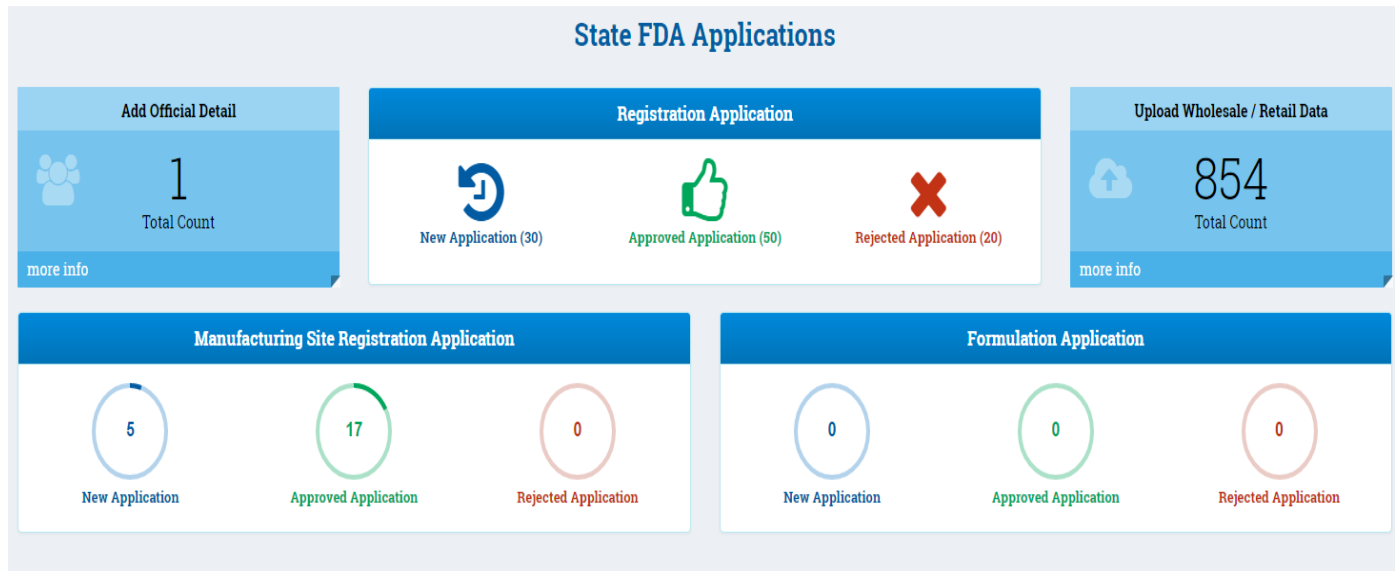 State FDA Applications
Add Official Detail
1
Total Count
more info
Registration Application
New Application (30)
Approved Application (50)
Rejected Application (20)
Upload Wholesale / Retail Data
854
Total Count
more info
Manufacturing Site Registration Application
5
New Application
17
Approved Application
0
Rejected Application
Formulation Application
0
New Application
0
Approved Application
0
Rejected Application